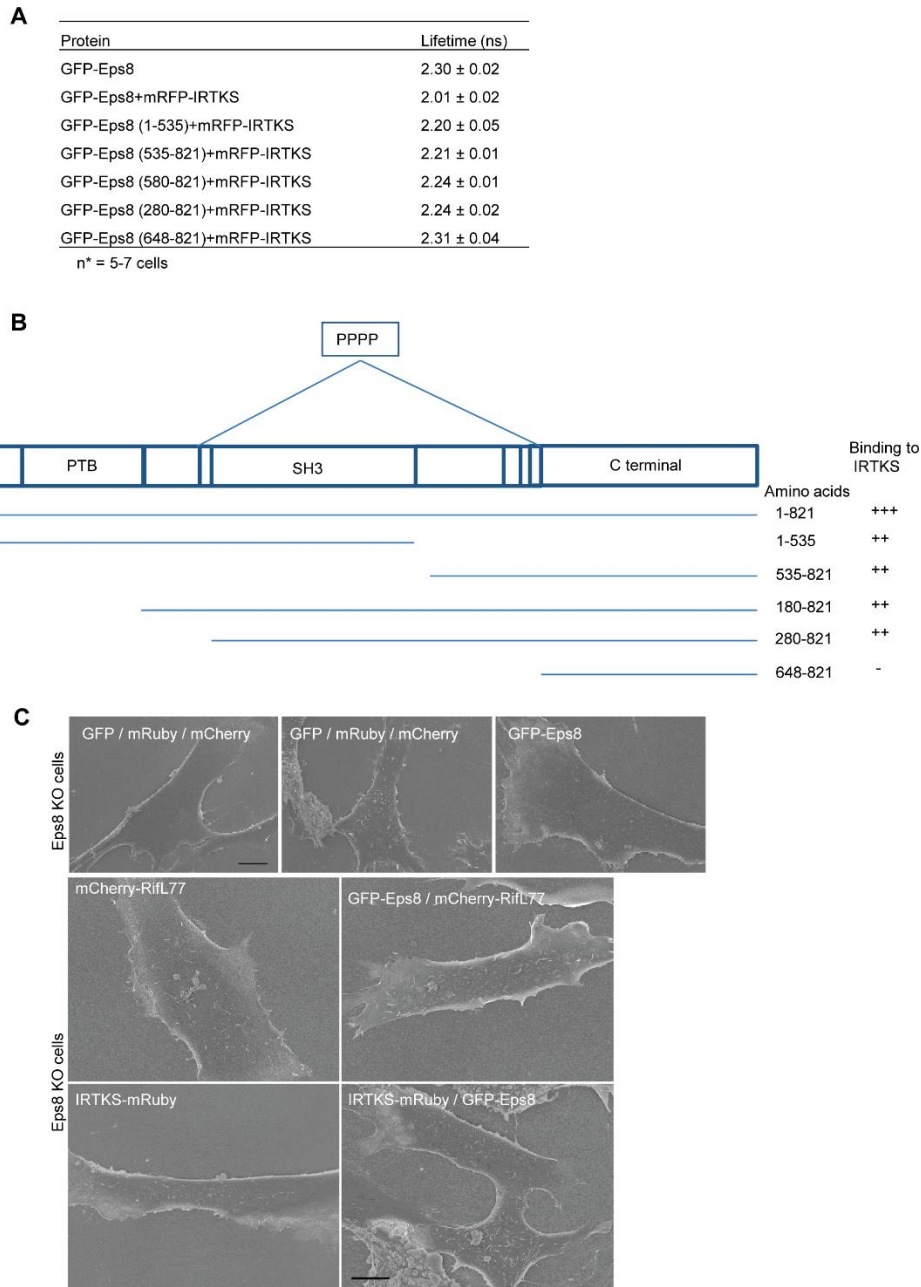 A
Protein Lifetime (ns)
GFP-Eps8 2.30 ± 0.02
GFP-Eps8+mRFP-IRTKS 2.01 ± 0.02
GFP-Eps8 (1-535)+mRFP-IRTKS 2.20 ± 0.05
GFP-Eps8 (535-821)+mRFP-IRTKS 2.21 ± 0.01
GFP-Eps8 (580-821)+mRFP-IRTKS 2.24 ± 0.01
GFP-Eps8 (280-821)+mRFP-IRTKS 2.24 ± 0.02
GFP-Eps8 (648-821)+mRFP-IRTKS 2.31 ± 0.04
n* = 5-7 cells
B
PPPP
PTB SH3 C terminal
Binding to
IRTKS
Amino acids
1-821 +++
1-535 ++
535-821 ++
180-821 ++
280-821 ++
648-821 -
C
Eps8 KO cells
GFP / mRuby / mCherry GFP / mRuby / mCherry GFP-Eps8
Eps8 KO cells
mCherry-RifL77 GFP-Eps8 / mCherry-RifL77
IRTKS-mRuby IRTKS-mRuby / GFP-Eps8